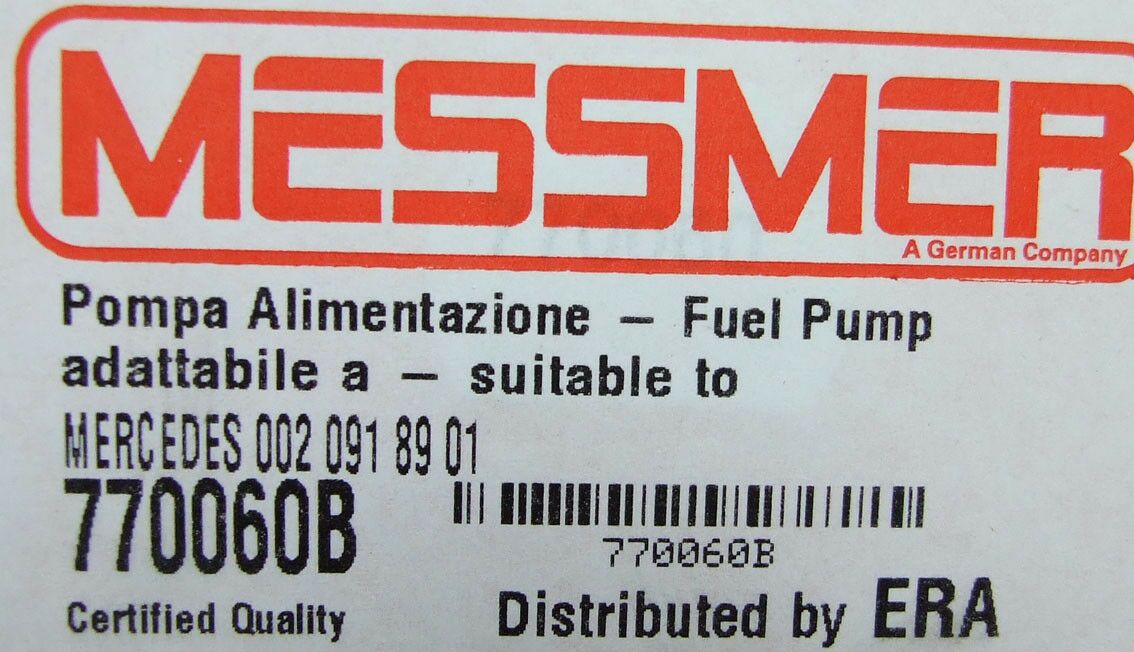 MESSMER
A German Company
Pompa Alimentazione – Fuel Pump
adattabile a – suitable to
MERCEDES 002 091 89 01
770060B
770060B
Certified Quality
Distributed by ERA